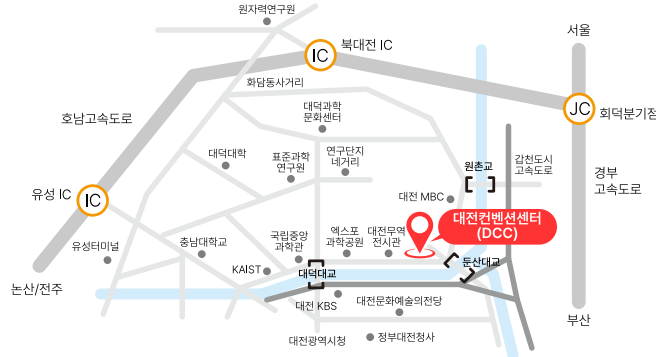 원자력연구원
IC
북대전 IC
서울
화담동사거리
JC
회덕분기점
호남고속도로
대덕과학
문화센터
대덕대학
표준과학
연구원
연구단지
네거리
원촌교
갑천도시
고속도로
경부
고속도로
유성 IC
IC
대전 MBC
대전컨벤션센터
(DCC)
유성터미널
충남대학교
국립중앙
과학관
엑스포
과학공원
대전무역
전시관
KAIST
대덕대교
둔산대교
논산/전주
대전 KBS
대전문화예술의전당
부산
대전광역시청
정부대전청사